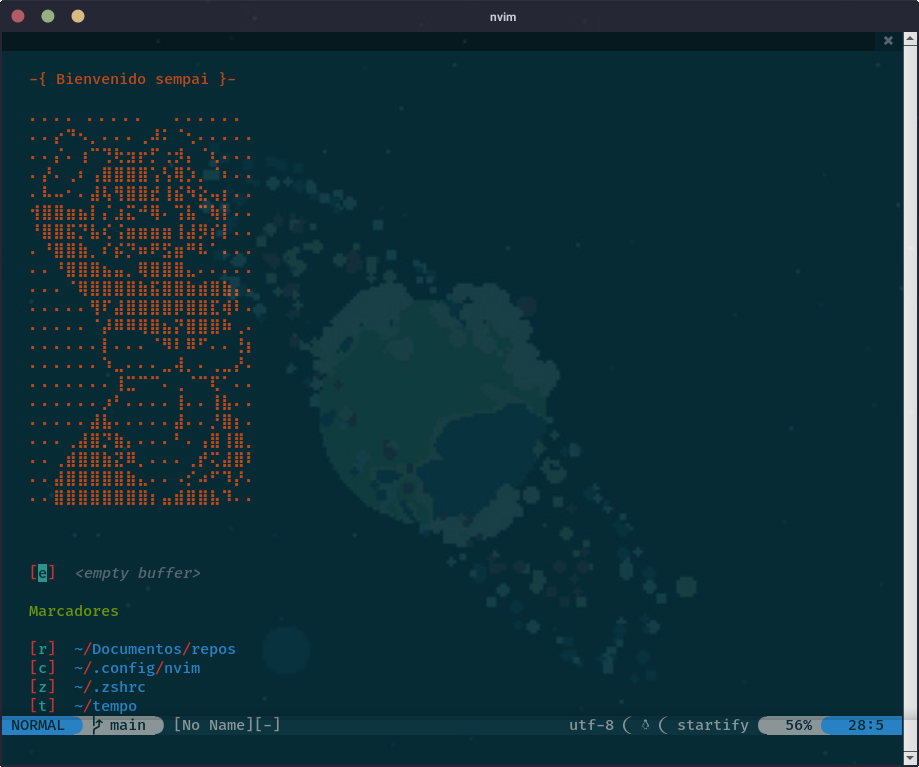 nvim
-{ Bienvenido sempai }-
[e] <empty buffer>
Marcadores
[r] ~/Documentos/repos
[c] ~/.config/nvim
[z] ~/.zshrc
[t] ~/tempo
NORMAL main [No Name][-] utf-8 startify 56% 28:5